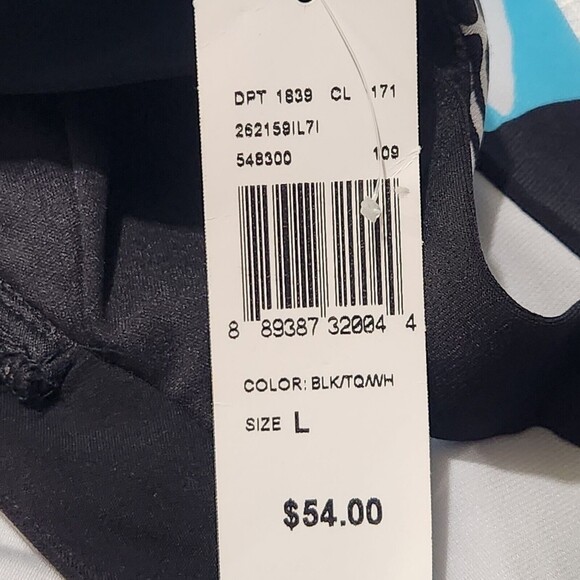 DPT 1839 CL 171
262159IL7I
548300 109
8 89387 32004 4
COLOR: BLK/TQ/WH
SIZE L
$54.00